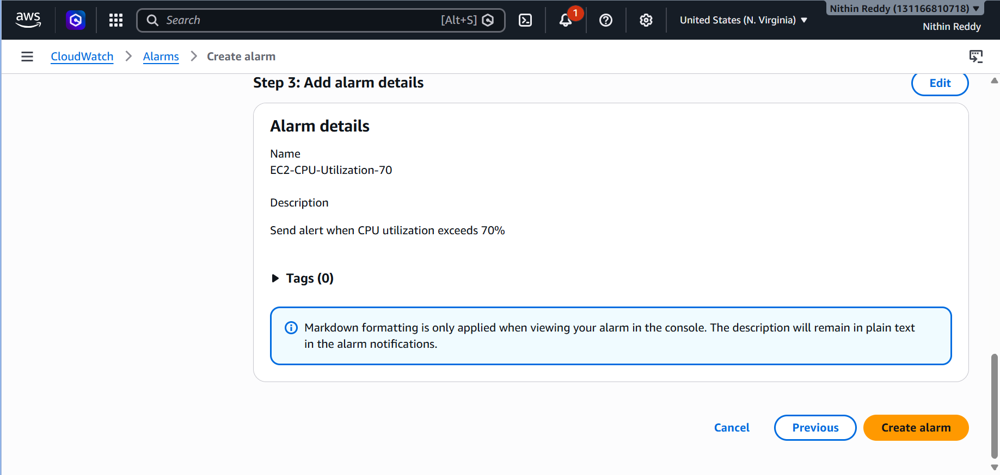 aws
Search
[Alt+S]
1
United States (N. Virginia)
Nithin Reddy (131166810718)
Nithin Reddy
CloudWatch
Alarms
Create alarm
Step 3: Add alarm details
Edit
Alarm details
Name
EC2-CPU-Utilization-70
Description
Send alert when CPU utilization exceeds 70%
Tags (0)
Markdown formatting is only applied when viewing your alarm in the console. The description will remain in plain text
in the alarm notifications.
Cancel
Previous
Create alarm